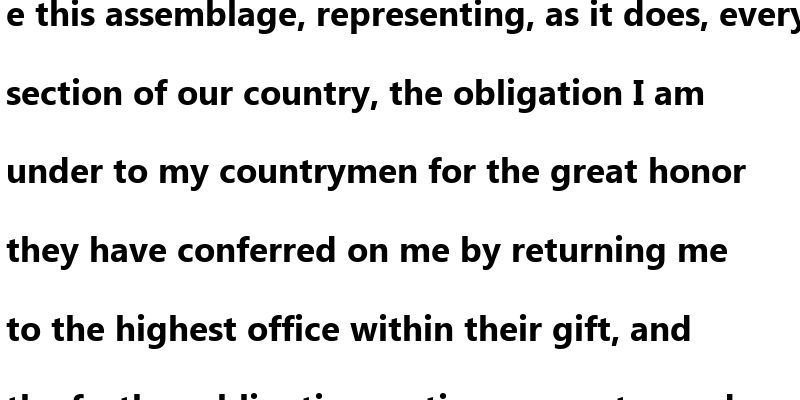 e this assemblage, representing, as it does, every
section of our country, the obligation I am
under to my countrymen for the great honor
they have conferred on me by returning me
to the highest office within their gift, and